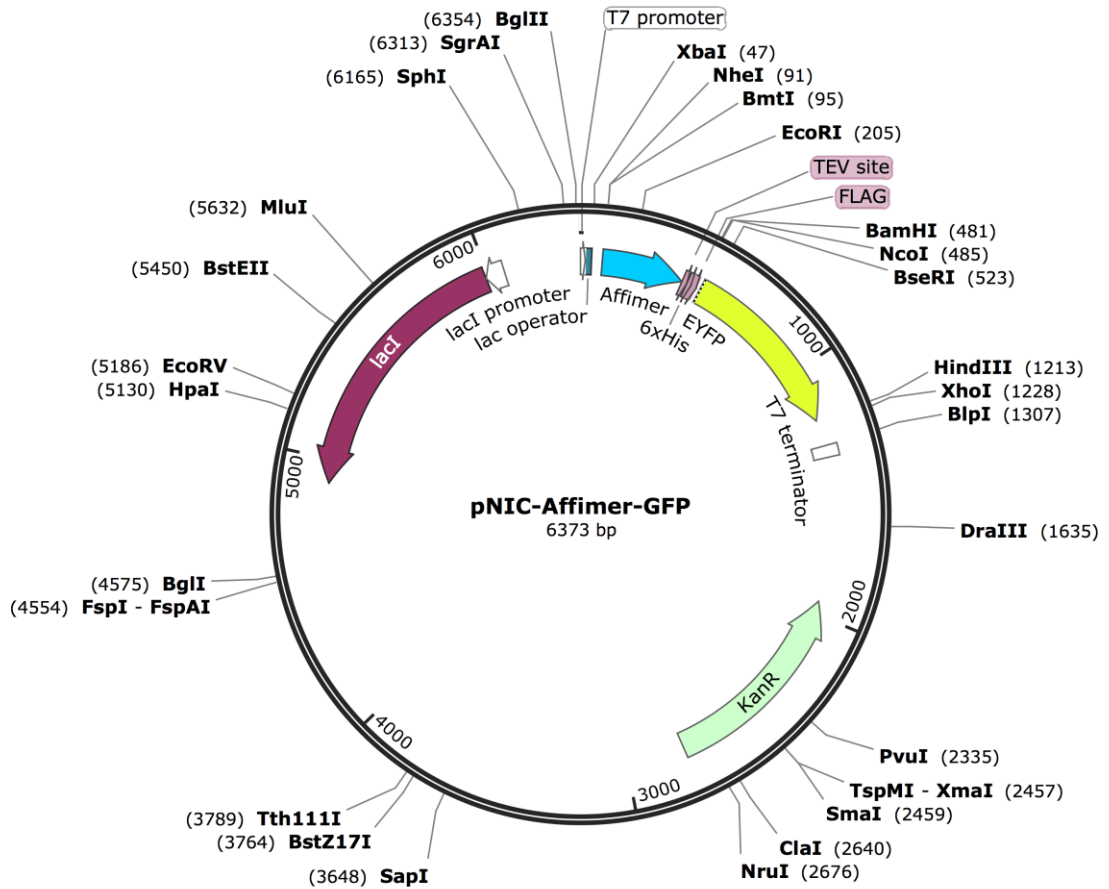 (6354) BglII
T7 promoter
(6313) SgrAI
XbaI (47)
(6165) SphI
NheI (91)
BmtI (95)
EcoRI (205)
TEV site
FLAG
(5632) MluI
BamHI (481)
NcoI (485)
(5450) BstEII
BseRI (523)
6000
lacI promoter
lac operator
Affimer
6xHis
EYFP
1000
lacI
(5186) EcoRV
HindIII (1213)
(5130) HpaI
XhoI (1228)
BlpI (1307)
T7 terminator
5000
pNIC-Affimer-GFP
6373 bp
DraIII (1635)
(4575) BglI
(4554) FspI - FspAI
2000
KanR
4000
PvuI (2335)
3000
TspMI - XmaI (2457)
(3789) Tth111I
SmaI (2459)
(3764) BstZ17I
ClaI (2640)
(3648) SapI
NruI (2676)